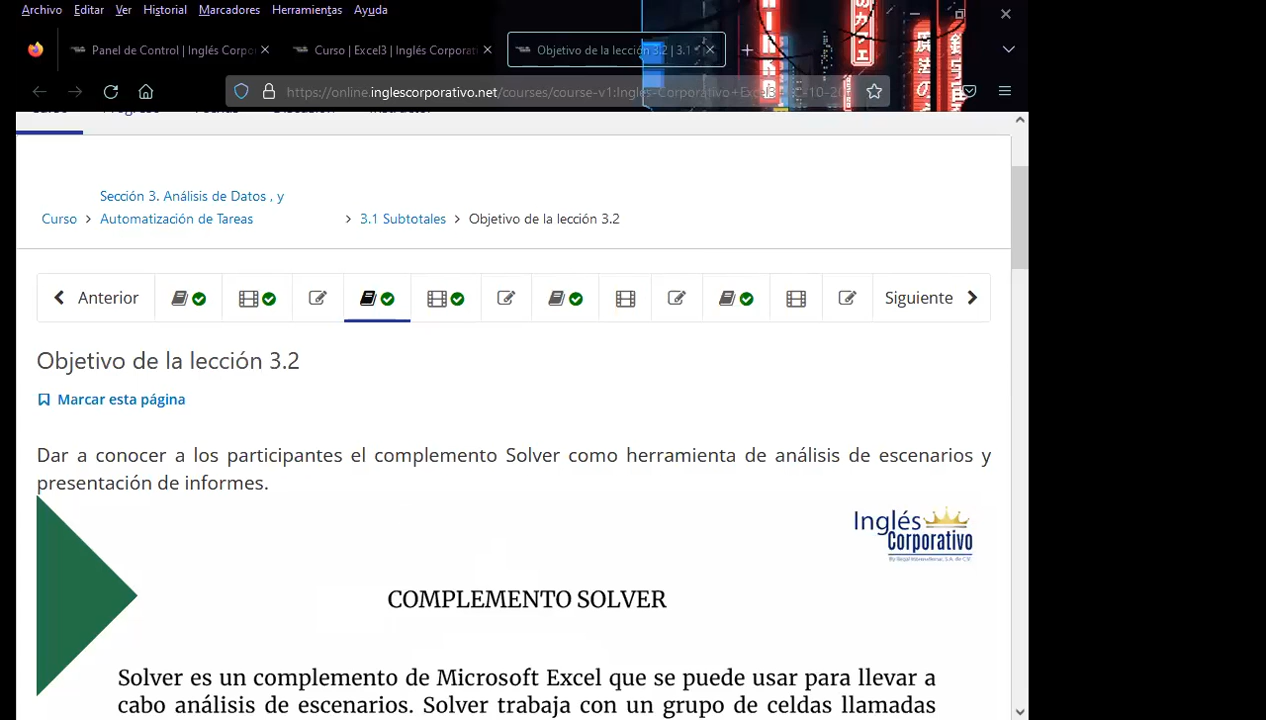 Archivo Editar Ver Historial Marcadores Herramientas Ayuda
Panel de Control | Inglés Corpo
Curso | Excel3 | Inglés Corporat
Objetivo de la lección 3.2 | 3.1
https://online.inglescorporativo.net/courses/course-v1:Ingles-Corporativo+Excel3
Sección 3. Análisis de Datos , y
Curso > Automatización de Tareas > 3.1 Subtotales > Objetivo de la lección 3.2
Anterior
Siguiente
Objetivo de la lección 3.2
Marcar esta página
Dar a conocer a los participantes el complemento Solver como herramienta de análisis de escenarios y
presentación de informes.
Inglés
Corporativo
COMPLEMENTO SOLVER
Solver es un complemento de Microsoft Excel que se puede usar para llevar a
cabo análisis de escenarios. Solver trabaja con un grupo de celdas llamadas